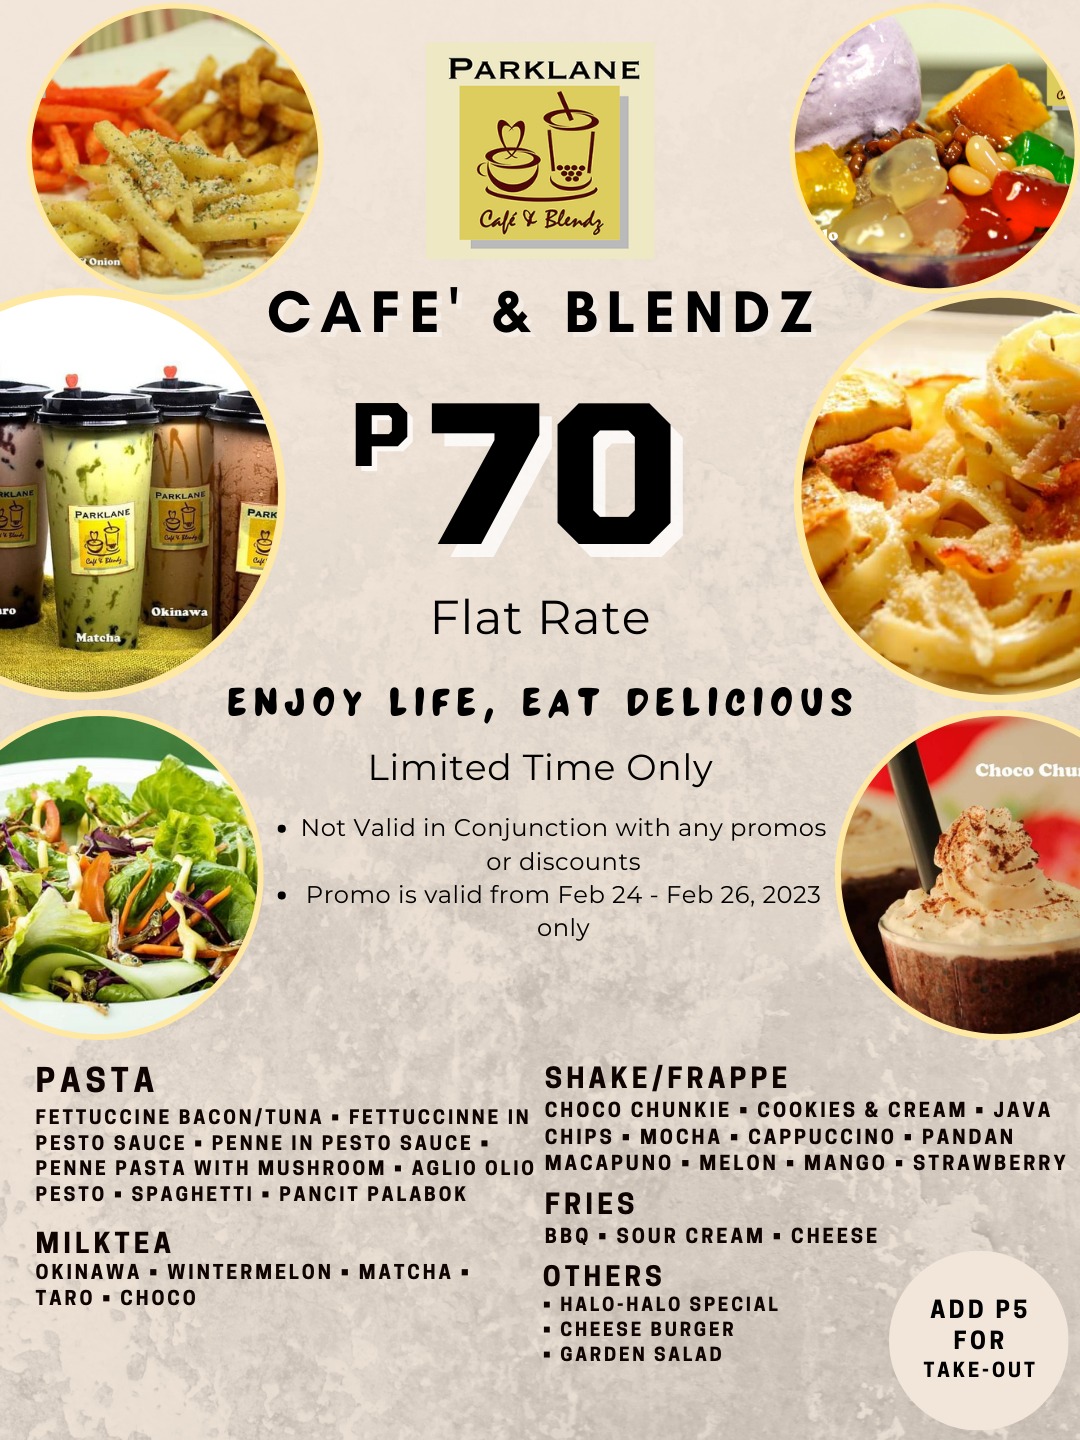 PARKLANE
Café & Blendz
Onion
CAFE' & BLENDZ
P70
Flat Rate
PARKLANE
Café & Blendz
PARKLANE
Café & Blendz
Okinawa
Matcha
ENJOY LIFE, EAT DELICIOUS
Limited Time Only
Choco
• Not Valid in Conjunction with any promos
or discounts
• Promo is valid from Feb 24 - Feb 26, 2023
only
PASTA
FETTUCCINE BACON/TUNA ▪ FETTUCCINNE IN
PESTO SAUCE ▪ PENNE IN PESTO SAUCE ▪
PENNE PASTA WITH MUSHROOM ▪ AGLIO OLIO
PESTO ▪ SPAGHETTI ▪ PANCIT PALABOK
MILKTEA
OKINAWA ▪ WINTERMELON ▪ MATCHA ▪
TARO ▪ CHOCO
SHAKE/FRAPPE
CHOCO CHUNKIE ▪ COOKIES & CREAM ▪ JAVA
CHIPS ▪ MOCHA ▪ CAPPUCCINO ▪ PANDAN
MACAPUNO ▪ MELON ▪ MANGO ▪ STRAWBERRY
FRIES
BBQ ▪ SOUR CREAM ▪ CHEESE
OTHERS
▪ HALO-HALO SPECIAL
▪ CHEESE BURGER
▪ GARDEN SALAD
ADD P5
FOR
TAKE-OUT